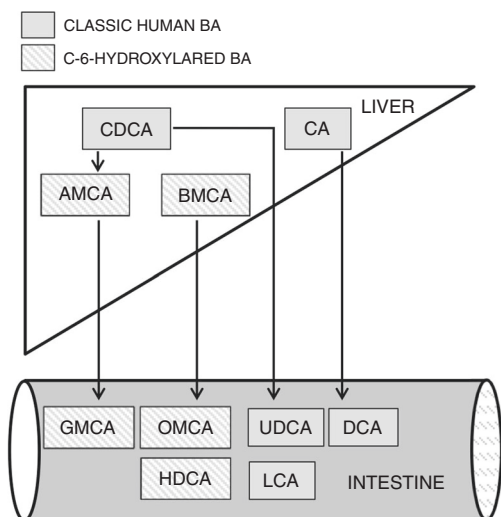 CLASSIC HUMAN BA
C-6-HYDROXYLARED BA
LIVER
CDCA
CA
AMCA
BMCA
GMCA
OMCA
UDCA
DCA
HDCA
LCA
INTESTINE